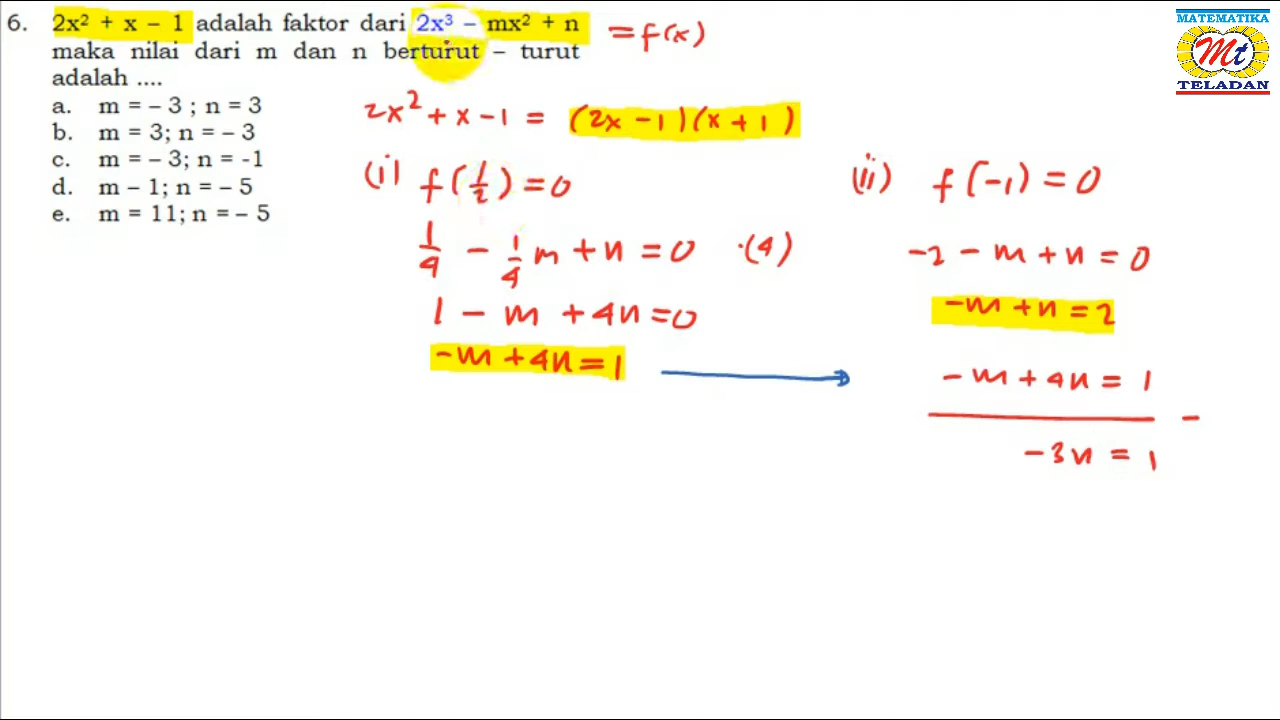 6. 2x² + x – 1 adalah faktor dari 2x³ – mx² + n = f(x)
maka nilai dari m dan n berturut – turut
adalah ....
a. m = – 3 ; n = 3
b. m = 3; n = – 3
c. m = – 3; n = -1
d. m – 1; n = – 5
e. m = 11; n = – 5
2x² + x – 1 = (2x – 1)(x + 1)
(i) f(1/2) = 0
1/4 – 1/4 m + n = 0 ·(4)
1 – m + 4n = 0
-m + 4n = 1
(ii) f(-1) = 0
-2 – m + n = 0
-m + n = 2
-m + 4n = 1
–
-3n = 1
MATEMATIKA
Mt
TELADAN